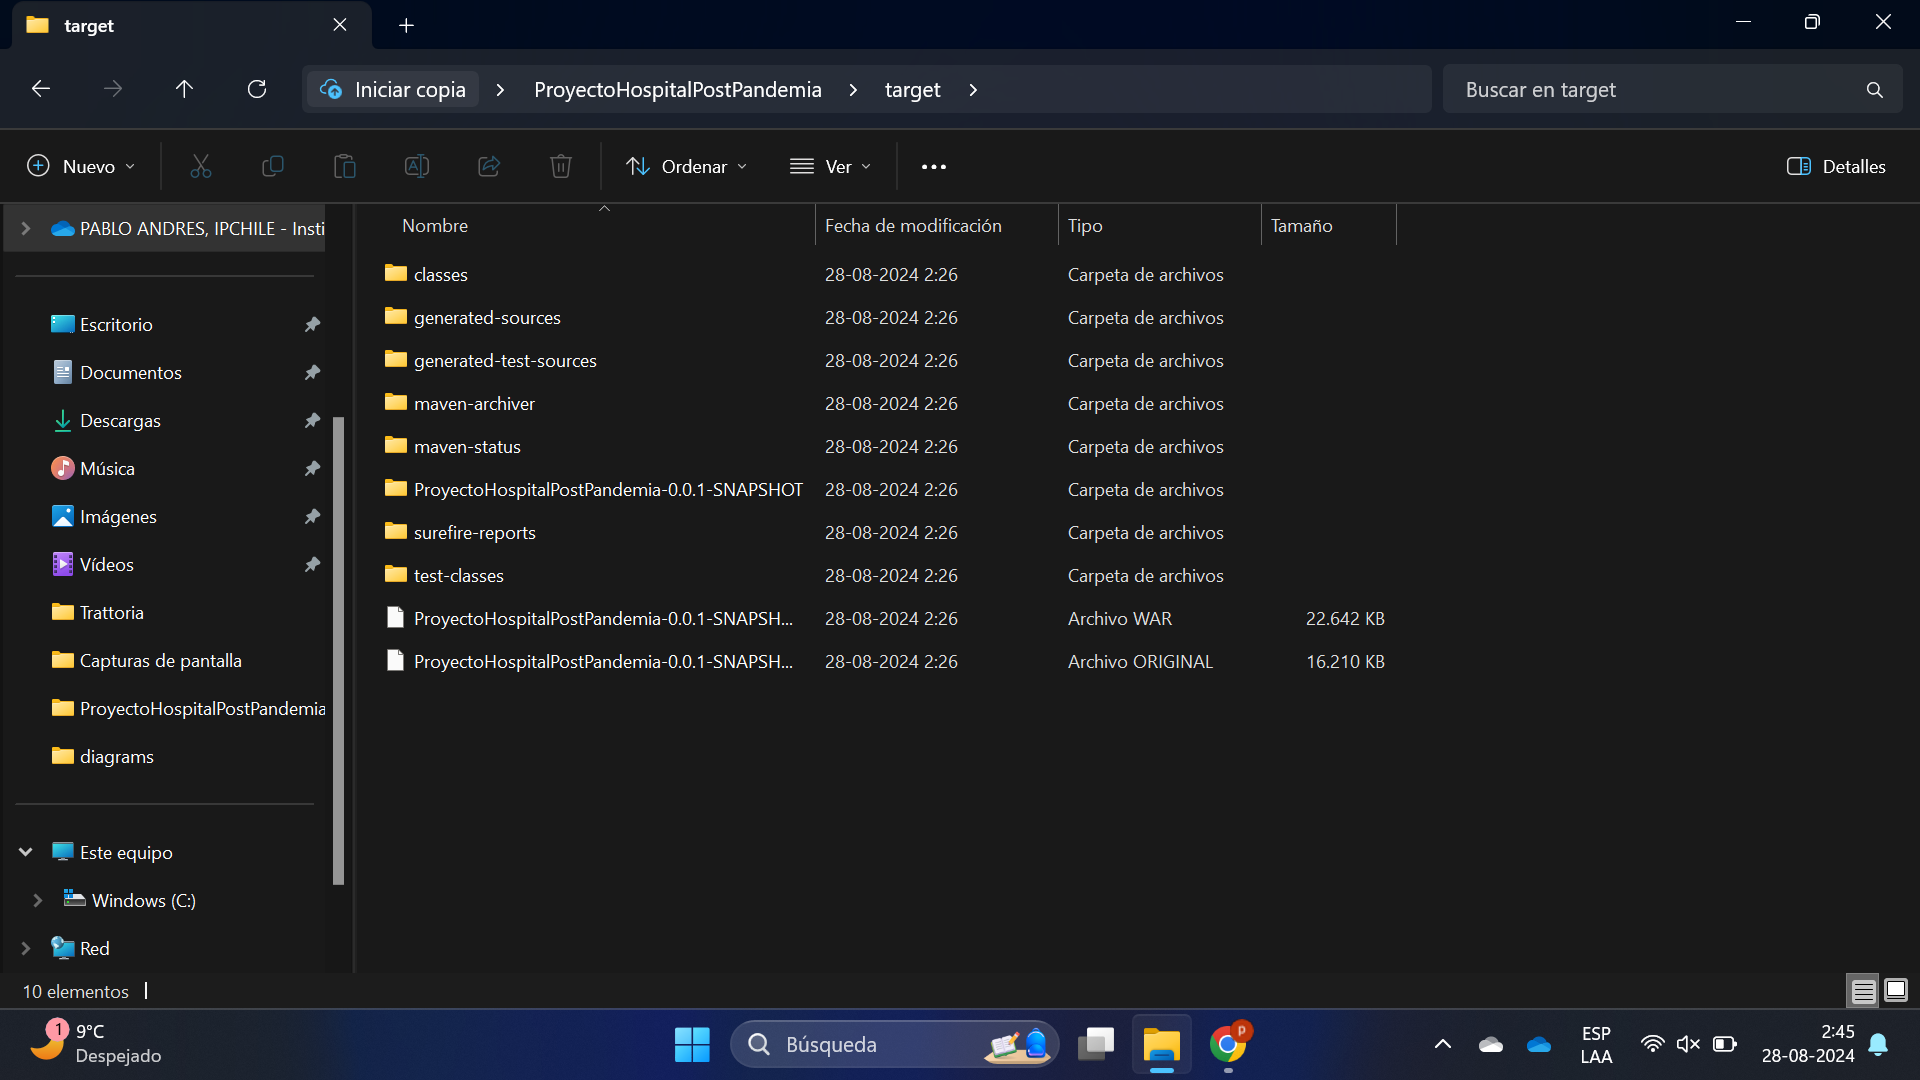 target
Iniciar copia
ProyectoHospitalPostPandemia
target
Buscar en target
Nuevo
Ordenar
Ver
Detalles
PABLO ANDRES, IPCHILE - Insti
Escritorio
Documentos
Descargas
Música
Imágenes
Vídeos
Trattoria
Capturas de pantalla
ProyectoHospitalPostPandemia
diagrams
Este equipo
Windows (C:)
Red
Nombre Fecha de modificación Tipo Tamaño
classes 28-08-2024 2:26 Carpeta de archivos
generated-sources 28-08-2024 2:26 Carpeta de archivos
generated-test-sources 28-08-2024 2:26 Carpeta de archivos
maven-archiver 28-08-2024 2:26 Carpeta de archivos
maven-status 28-08-2024 2:26 Carpeta de archivos
ProyectoHospitalPostPandemia-0.0.1-SNAPSHOT 28-08-2024 2:26 Carpeta de archivos
surefire-reports 28-08-2024 2:26 Carpeta de archivos
test-classes 28-08-2024 2:26 Carpeta de archivos
ProyectoHospitalPostPandemia-0.0.1-SNAPSH... 28-08-2024 2:26 Archivo WAR 22.642 KB
ProyectoHospitalPostPandemia-0.0.1-SNAPSH... 28-08-2024 2:26 Archivo ORIGINAL 16.210 KB
10 elementos
1
9°C
Despejado
Búsqueda
P
ESP
LAA
2:45
28-08-2024